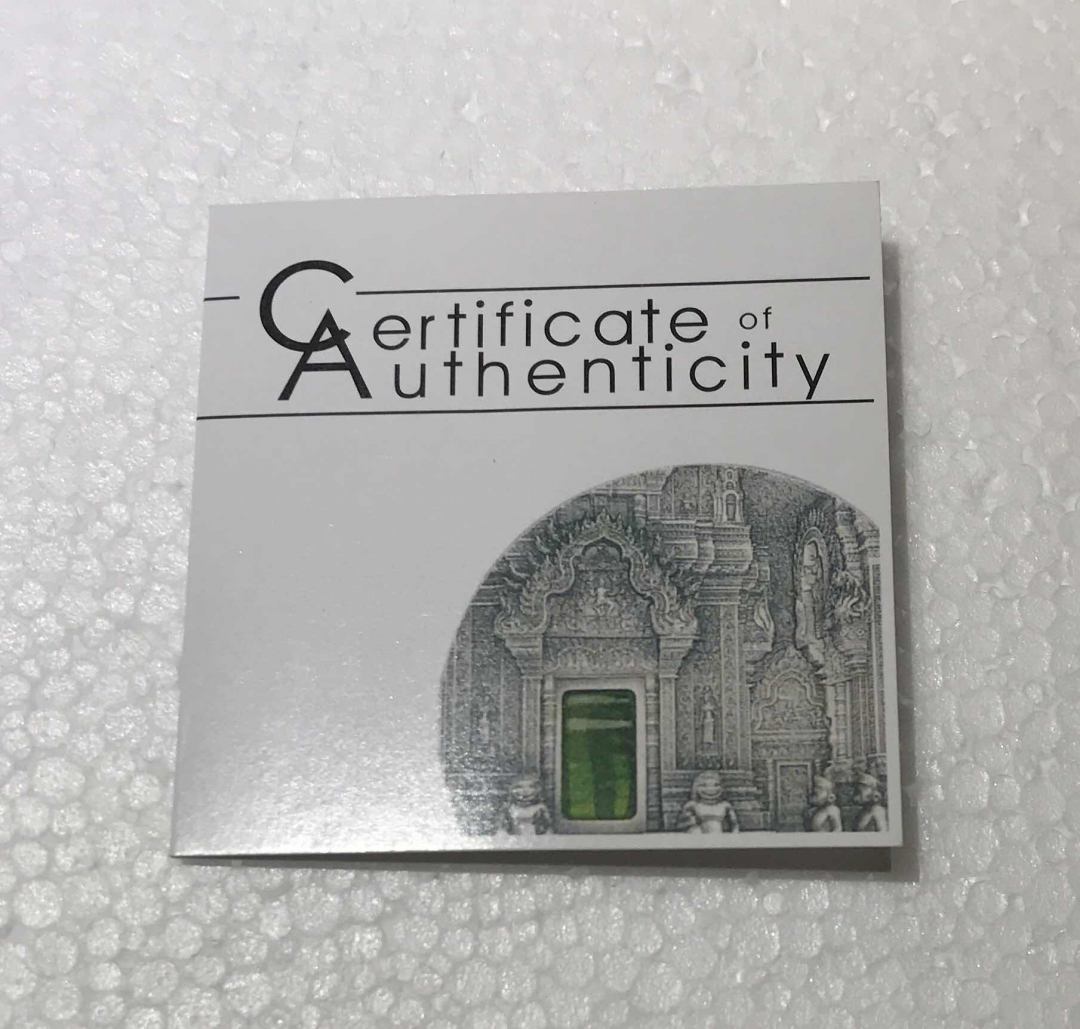 Certificate of
Authenticity